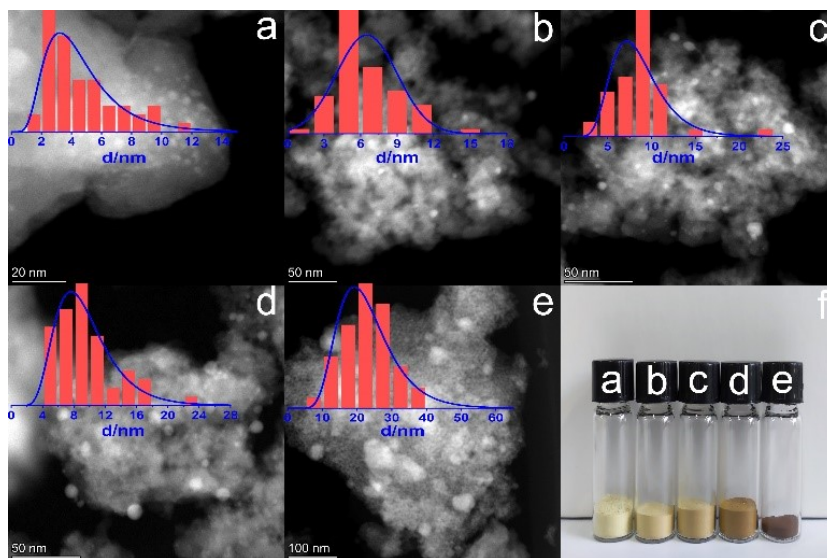 a
0 2 4 6 8 10 12 14
d/nm
20 nm
b
0 3 6 9 12 15 18
d/nm
50 nm
c
0 5 10 15 20 25
d/nm
50 nm
d
0 4 8 12 16 20 24 28
d/nm
50 nm
e
0 10 20 30 40 50 60
d/nm
100 nm
f
a b c d e